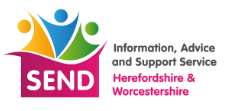 SEND
Information, Advice
and Support Service
Herefordshire &
Worcestershire